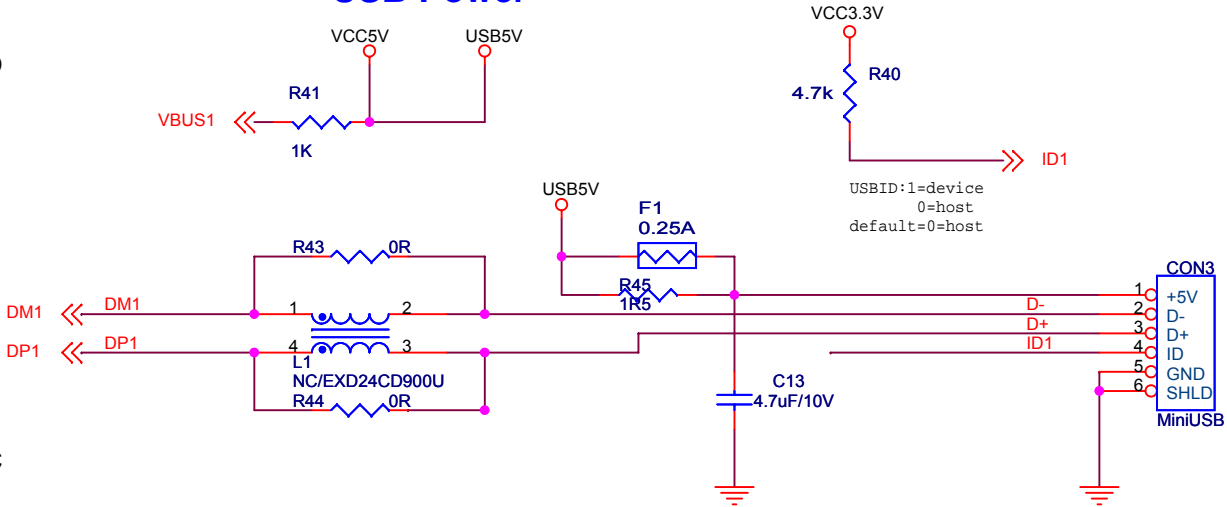 VCC5V
USB5V
VCC3.3V
R41
VBUS1
1K
R40
4.7k
ID1
USBID:1=device
0=host
default=0=host
USB5V
F1
0.25A
R43
0R
R45
1R5
DM1
DM1
1
2
DP1
DP1
4
3
L1
NC/EXD24CD900U
R44
0R
C13
4.7uF/10V
D-
D+
ID1
CON3
1
+5V
2
D-
3
D+
4
ID
5
GND
6
SHLD
MiniUSB